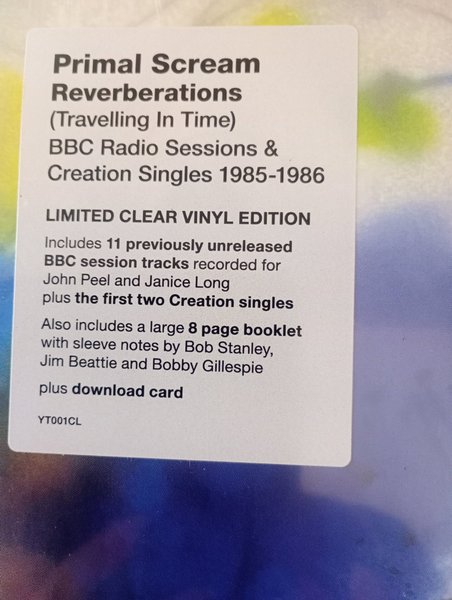 Primal Scream
Reverberations
(Travelling In Time)
BBC Radio Sessions &
Creation Singles 1985-1986
LIMITED CLEAR VINYL EDITION
Includes 11 previously unreleased
BBC session tracks recorded for
John Peel and Janice Long
plus the first two Creation singles
Also includes a large 8 page booklet
with sleeve notes by Bob Stanley,
Jim Beattie and Bobby Gillespie
plus download card
YT001CL